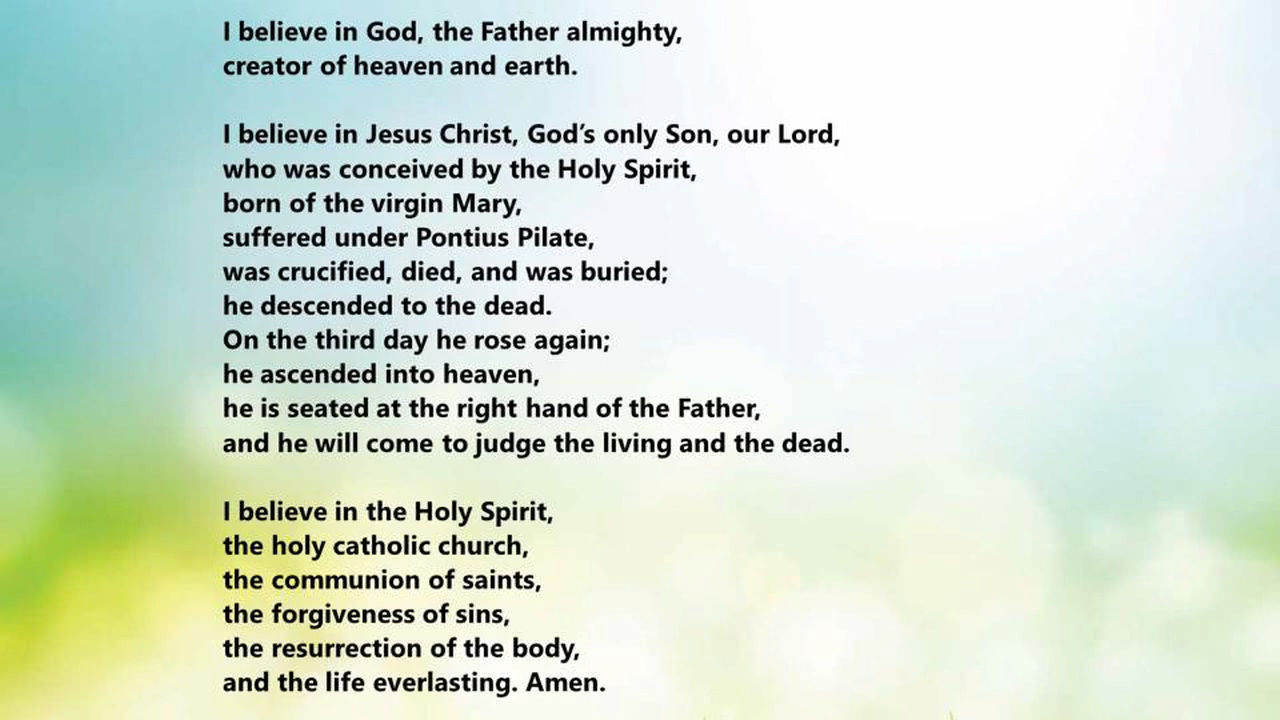 I believe in God, the Father almighty,
creator of heaven and earth.
I believe in Jesus Christ, God’s only Son, our Lord,
who was conceived by the Holy Spirit,
born of the virgin Mary,
suffered under Pontius Pilate,
was crucified, died, and was buried;
he descended to the dead.
On the third day he rose again;
he ascended into heaven,
he is seated at the right hand of the Father,
and he will come to judge the living and the dead.
I believe in the Holy Spirit,
the holy catholic church,
the communion of saints,
the forgiveness of sins,
the resurrection of the body,
and the life everlasting. Amen.